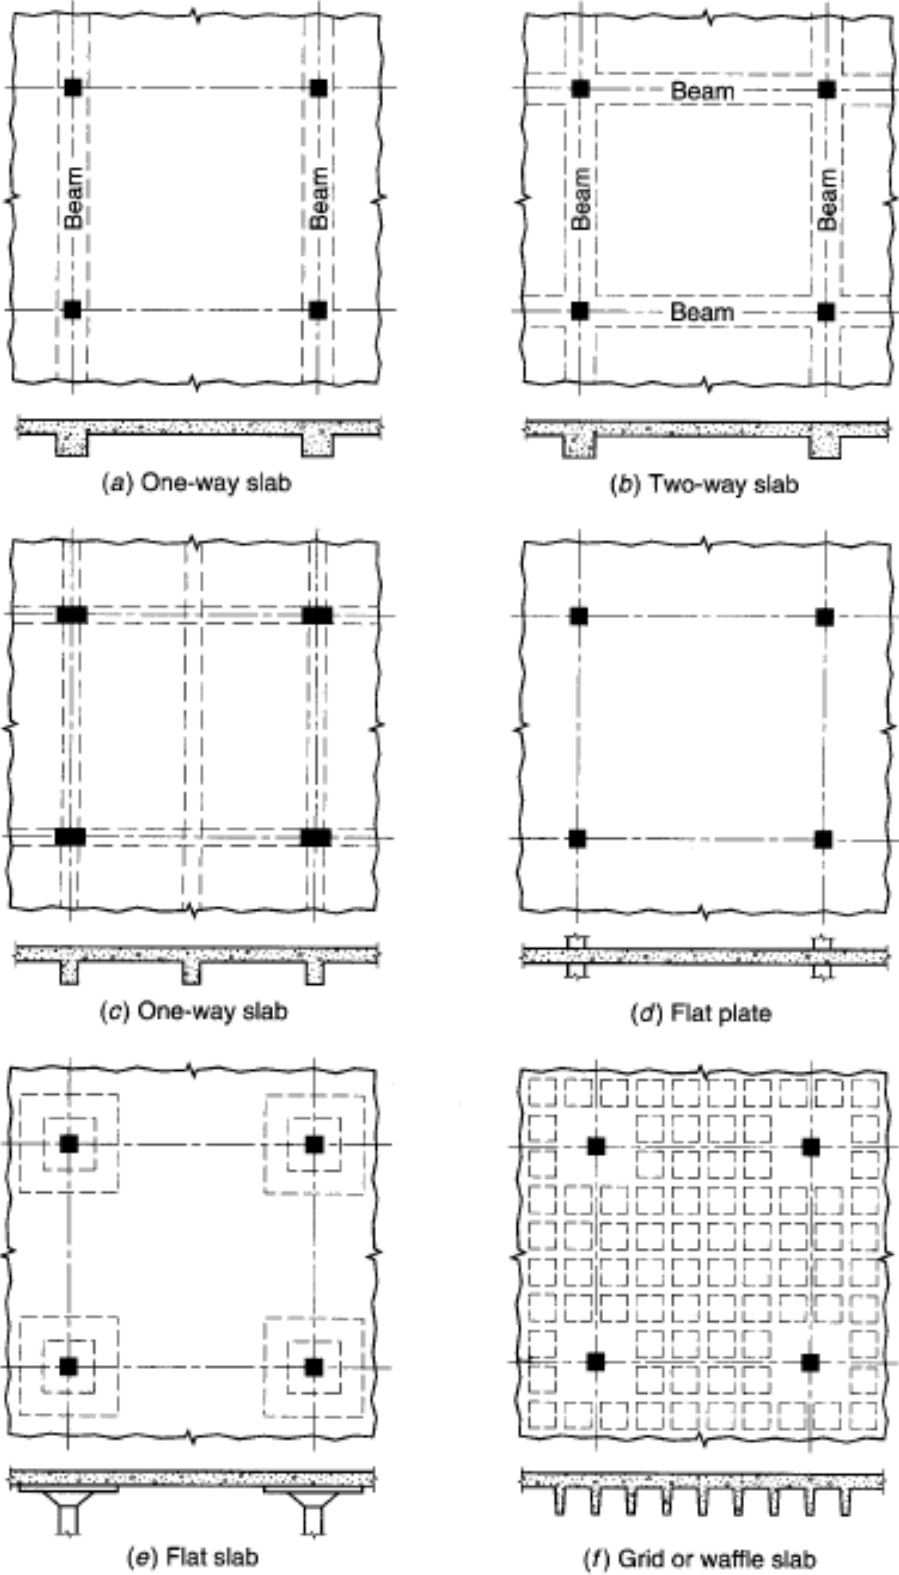 Beam
Beam
(a) One-way slab
Beam
Beam
Beam
Beam
(b) Two-way slab
(c) One-way slab
(d) Flat plate
(e) Flat slab
(f) Grid or waffle slab